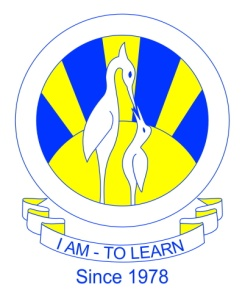 I AM - TO LEARN
Since 1978